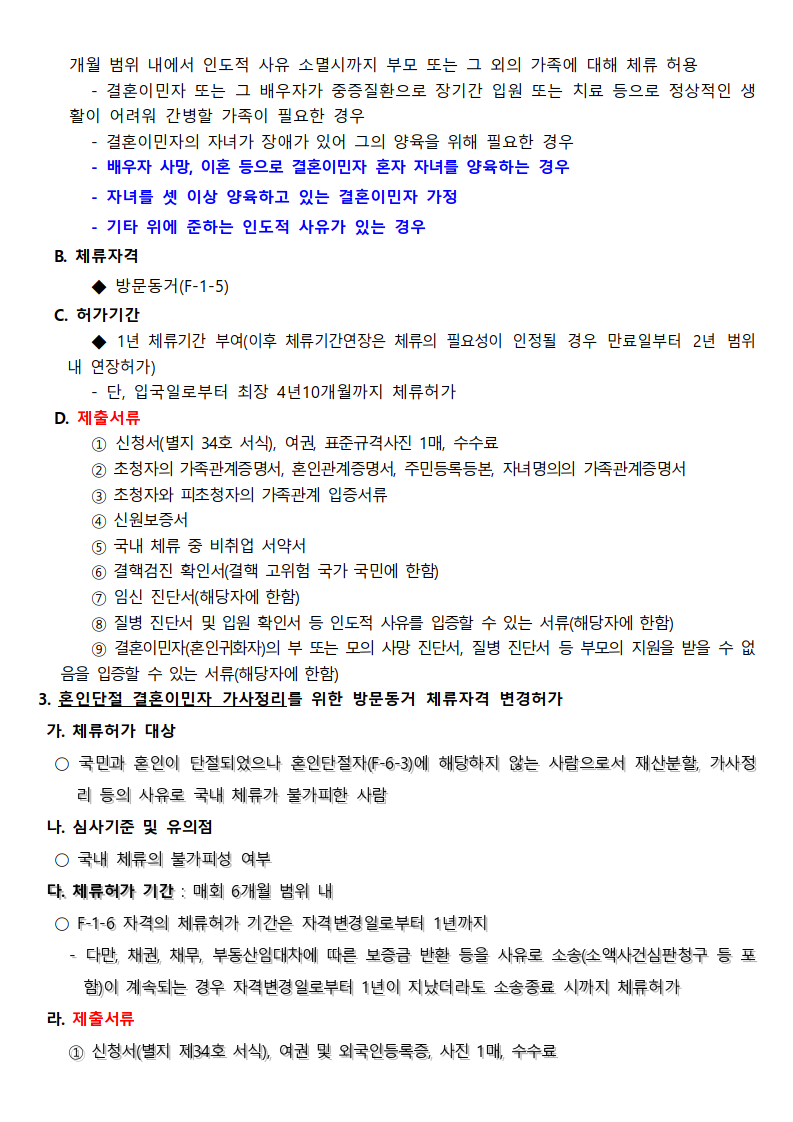 개월 범위 내에서 인도적 사유 소멸시까지 부모 또는 그 외의 가족에 대해 체류 허용
- 결혼이민자 또는 그 배우자가 중증질환으로 장기간 입원 또는 치료 등으로 정상적인 생
활이 어려워 간병할 가족이 필요한 경우
- 결혼이민자의 자녀가 장애가 있어 그의 양육을 위해 필요한 경우
- 배우자 사망, 이혼 등으로 결혼이민자 혼자 자녀를 양육하는 경우
- 자녀를 셋 이상 양육하고 있는 결혼이민자 가정
- 기타 위에 준하는 인도적 사유가 있는 경우
B. 체류자격
◆ 방문동거(F-1-5)
C. 허가기간
◆ 1년 체류기간 부여(이후 체류기간연장은 체류의 필요성이 인정될 경우 만료일부터 2년 범위
내 연장허가)
- 단, 입국일로부터 최장 4년10개월까지 체류허가
D. 제출서류
① 신청서(별지 34호 서식), 여권, 표준규격사진 1매, 수수료
② 초청자의 가족관계증명서, 혼인관계증명서, 주민등록등본, 자녀명의의 가족관계증명서
③ 초청자와 피초청자의 가족관계 입증서류
④ 신원보증서
⑤ 국내 체류 중 비취업 서약서
⑥ 결핵검진 확인서(결핵 고위험 국가 국민에 한함)
⑦ 임신 진단서(해당자에 한함)
⑧ 질병 진단서 및 입원 확인서 등 인도적 사유를 입증할 수 있는 서류(해당자에 한함)
⑨ 결혼이민자(혼인귀화자)의 부 또는 모의 사망 진단서, 질병 진단서 등 부모의 지원을 받을 수 없
음을 입증할 수 있는 서류(해당자에 한함)
3. 혼인단절 결혼이민자 가사정리를 위한 방문동거 체류자격 변경허가
가. 체류허가 대상
○ 국민과 혼인이 단절되었으나 혼인단절자(F-6-3)에 해당하지 않는 사람으로서 재산분할, 가사정
리 등의 사유로 국내 체류가 불가피한 사람
나. 심사기준 및 유의점
○ 국내 체류의 불가피성 여부
다. 체류허가 기간 : 매회 6개월 범위 내
○ F-1-6 자격의 체류허가 기간은 자격변경일로부터 1년까지
- 다만, 채권, 채무, 부동산임대차에 따른 보증금 반환 등을 사유로 소송(소액사건심판청구 등 포
함)이 계속되는 경우 자격변경일로부터 1년이 지났더라도 소송종료 시까지 체류허가
라. 제출서류
① 신청서(별지 제34호 서식), 여권 및 외국인등록증, 사진 1매, 수수료